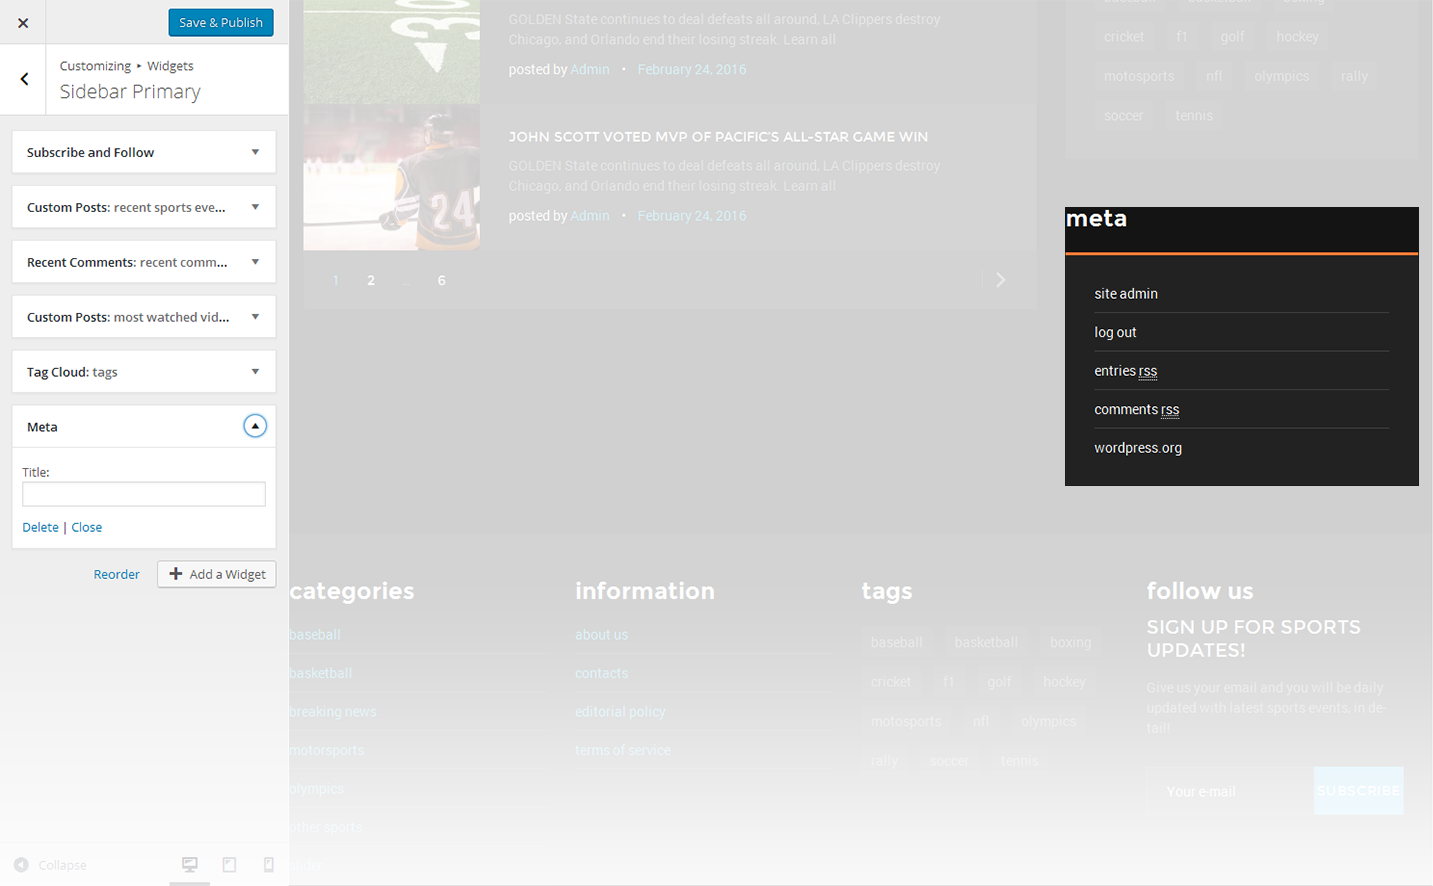 Save & Publish
Customizing ▸ Widgets
Sidebar Primary
Subscribe and Follow
Custom Posts: recent sports eve...
Recent Comments: recent comm...
Custom Posts: most watched vid...
Tag Cloud: tags
Meta
Title:
Delete | Close
Reorder
Add a Widget
Collapse
GOLDEN State continues to deal defeats all around, LA Clippers destroy
Chicago, and Orlando end their losing streak. Learn all
posted by Admin • February 24, 2016
JOHN SCOTT VOTED MVP OF PACIFIC'S ALL-STAR GAME WIN
GOLDEN State continues to deal defeats all around, LA Clippers destroy
Chicago, and Orlando end their losing streak. Learn all
posted by Admin • February 24, 2016
24
1 2 ... 6
cricket f1 golf hockey
motosports nfl olympics rally
soccer tennis
meta
site admin
log out
entries rss
comments rss
wordpress.org
categories
baseball
basketball
breaking news
motorsports
olympics
other sports
information
about us
contacts
editorial policy
terms of service
tags
baseball basketball boxing
cricket f1 golf hockey
motosports nfl olympics
rally soccer tennis
follow us
SIGN UP FOR SPORTS
UPDATES!
Give us your email and you will be daily
updated with latest sports events, in de-
tail!
Your e-mail
SUBSCRIBE